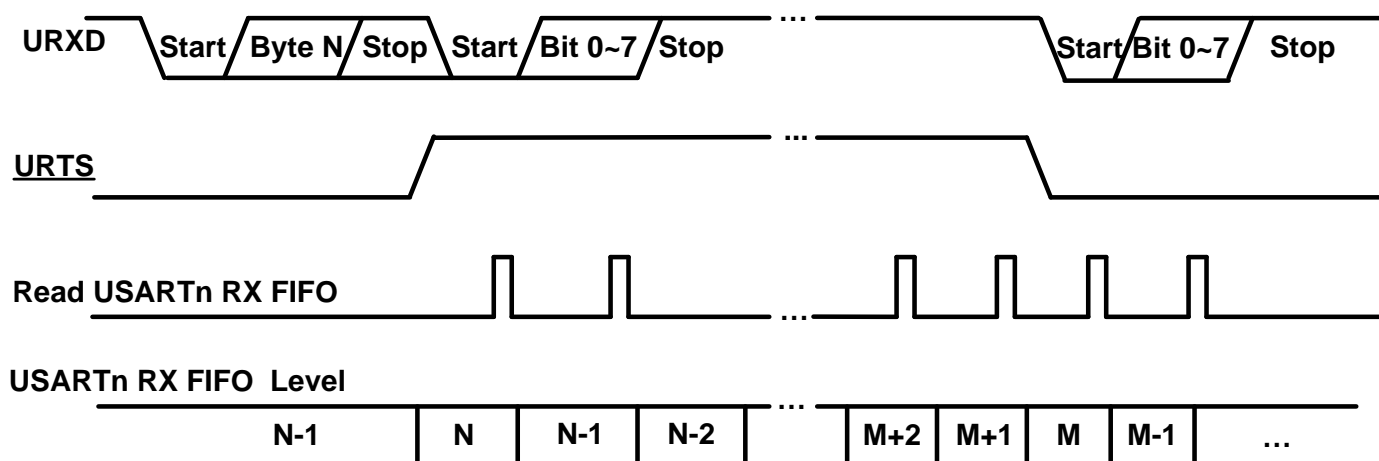 URXD Start Byte N Stop Start Bit 0~7 Stop ... Start Bit 0~7 Stop
URTS ...
Read USARTn RX FIFO ...
USARTn RX FIFO Level
...
N-1 N N-1 N-2 M+2 M+1 M M-1 ...